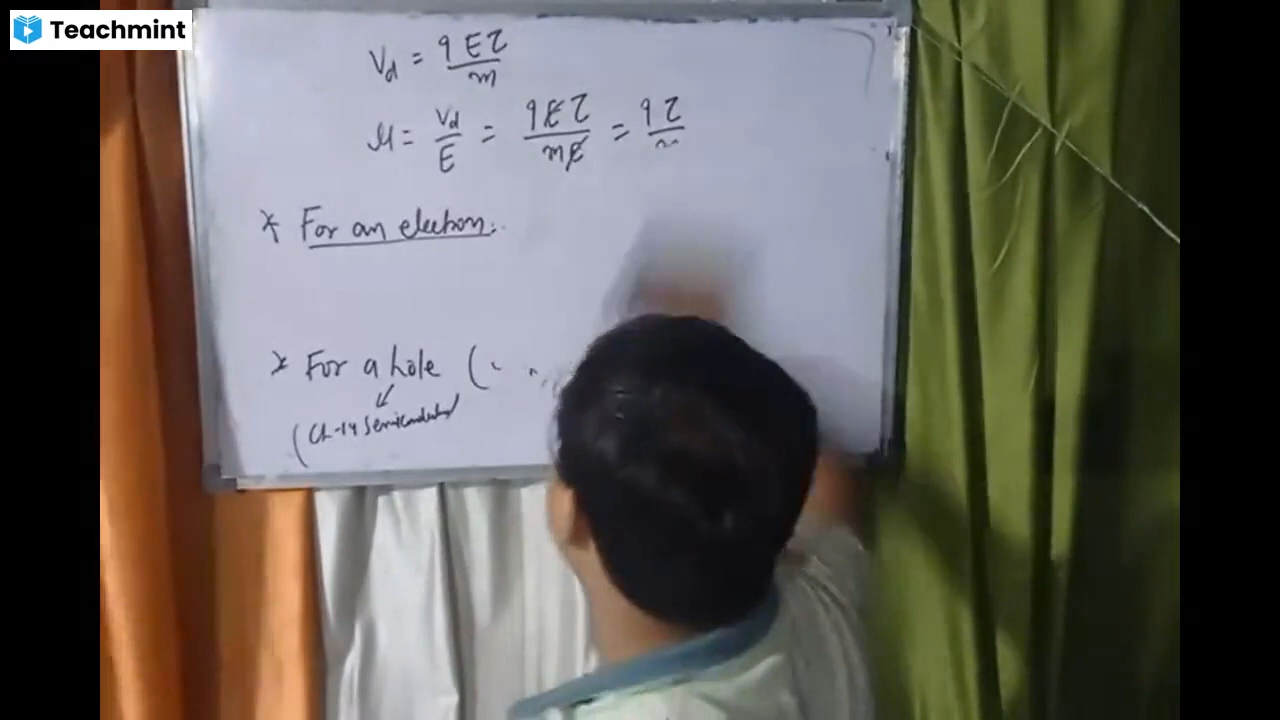 Teachmint
Vd = qEτ/m
μ = Vd/E = qEτ/mE = qτ/m
* For an electron:
* For a hole (
(Ch-14 Semiconductor)